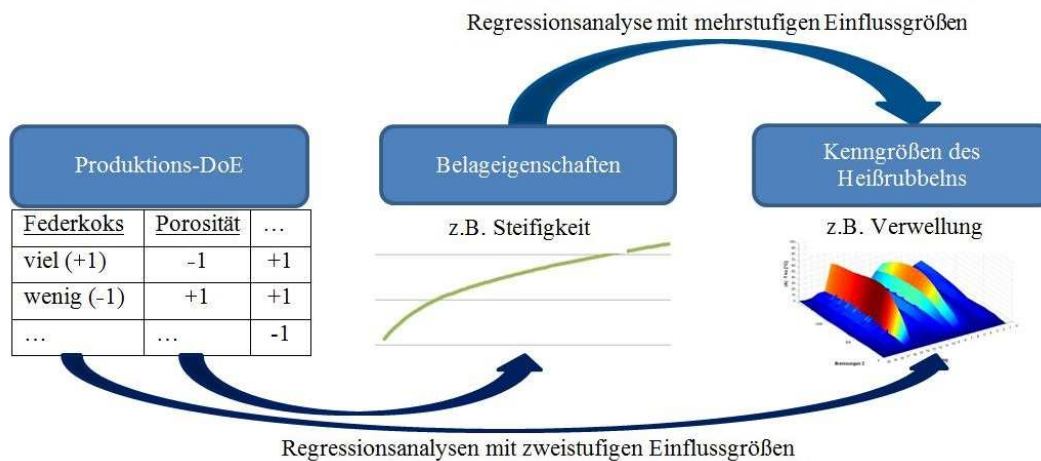 Regressionsanalyse mit mehrstufigen Einflussgrößen
Produktions-DoE
Belageigenschaften
Kenngrößen des
Heißrubbelns
Federkoks Porosität …
viel (+1) -1 +1
wenig (-1) +1 +1
… … -1
z.B. Steifigkeit
z.B. Verwellung
Regressionsanalysen mit zweistufigen Einflussgrößen